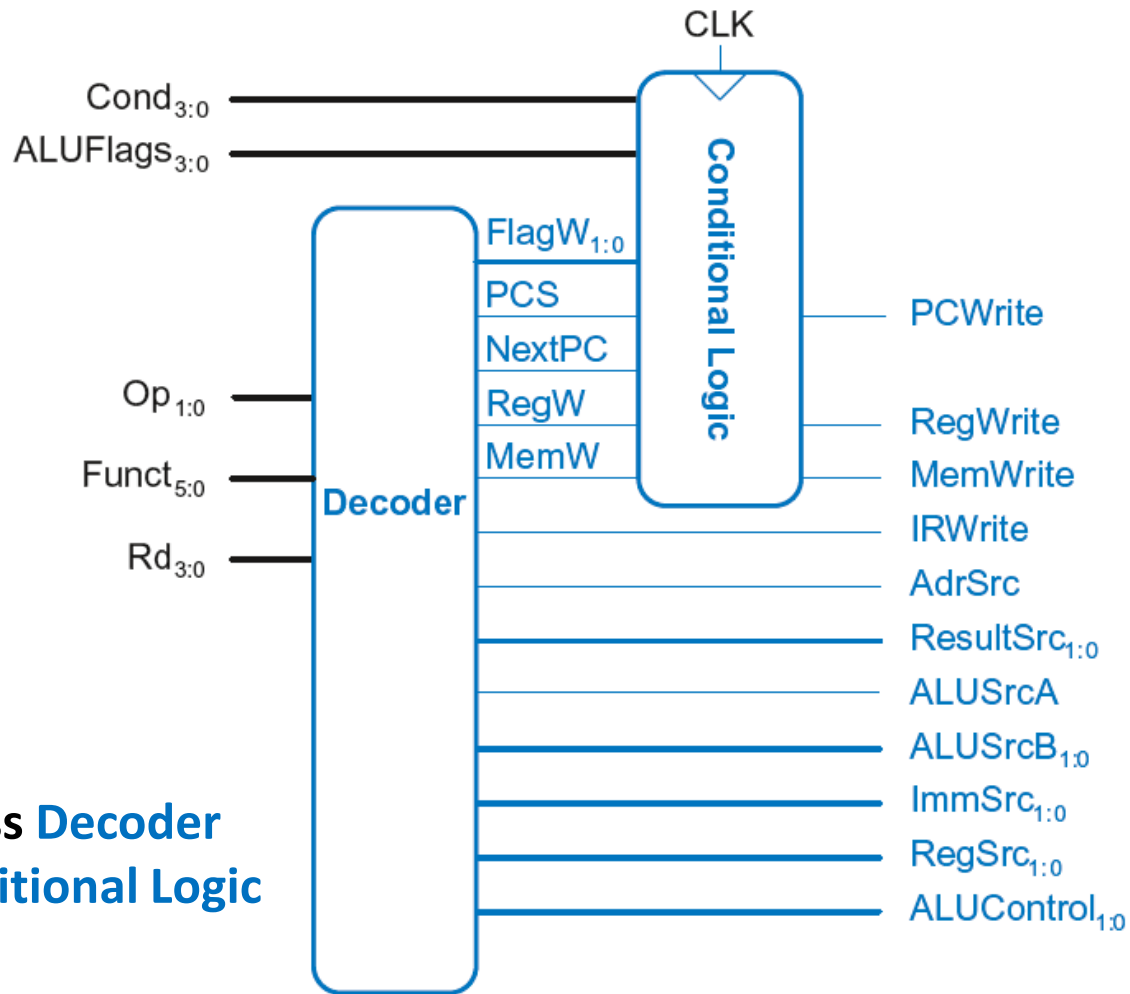 CLK
Cond3:0
ALUFlags3:0
Conditional Logic
FlagW1:0
PCS
PCWrite
NextPC
Op1:0
RegW
RegWrite
Funct5:0
MemW
MemWrite
Decoder
IRWrite
Rd3:0
AdrSrc
ResultSrc1:0
ALUSrcA
ALUSrcB1:0
ImmSrc1:0
Decoder
RegSrc1:0
itional Logic
ALUControl1:0